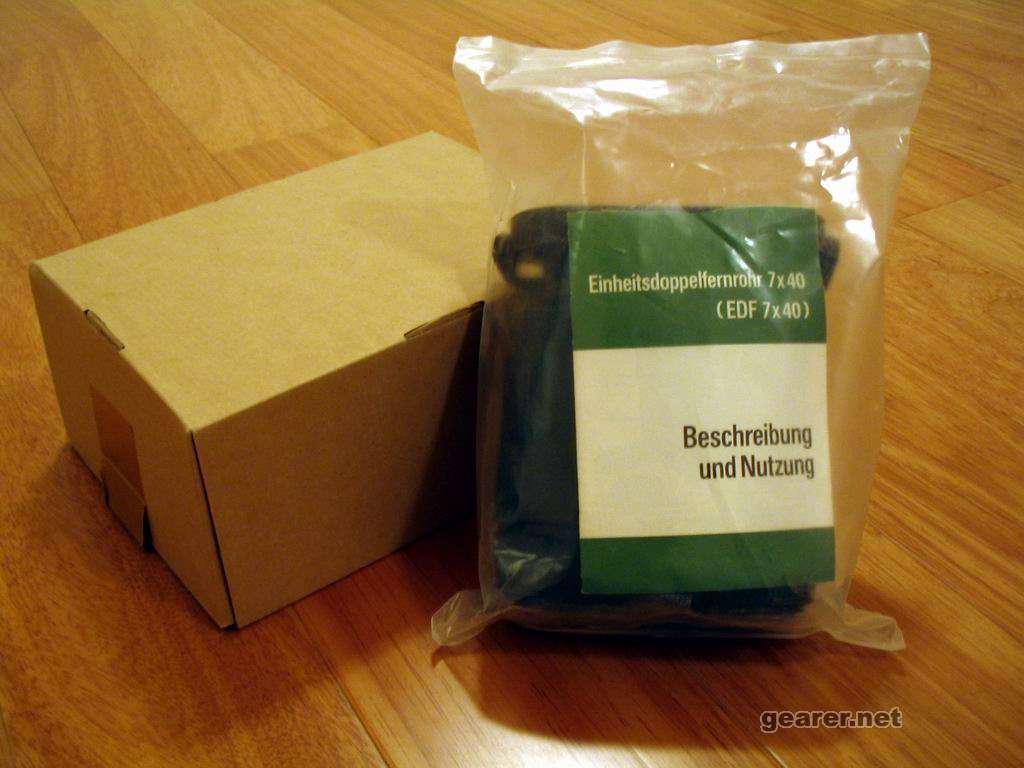 Einheitsdoppelfernrohr 7x40
(EDF 7x40)
Beschreibung
und Nutzung
gearer.net